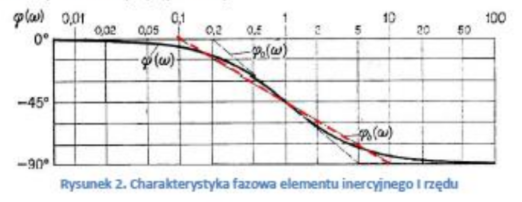 φ(ω) 0,01 0,1 0,2 0,5 1 2 5 10 20 50 100
0,02 0,05
0° φ(ω) φ₀(ω)
-45°
φ₀(ω)
-90°
Rysunek 2. Charakterystyka fazowa elementu inercyjnego I rzędu